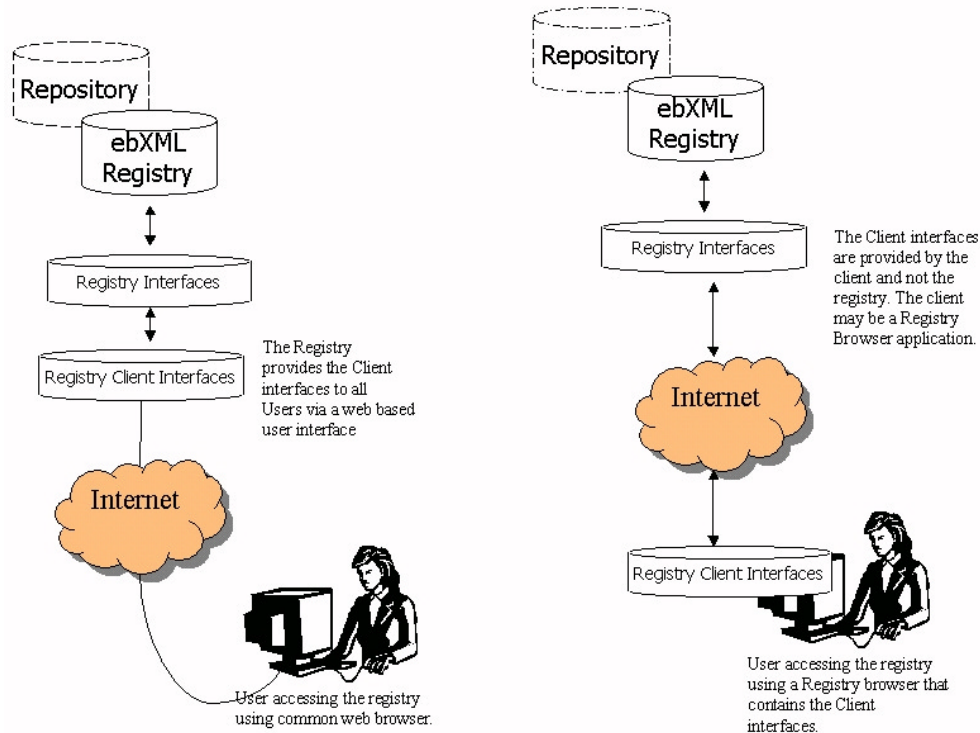 Repository
ebXML
Registry
Registry Interfaces
Registry Client Interfaces
The Registry
provides the Client
interfaces to all
Users via a web based
user interface
Internet
User accessing the registry
using common web browser.
Repository
ebXML
Registry
Registry Interfaces
The Client interfaces
are provided by the
client and not the
registry. The client
may be a Registry
Browser application.
Internet
Registry Client Interfaces
User accessing the registry
using a Registry browser that
contains the Client
interfaces.